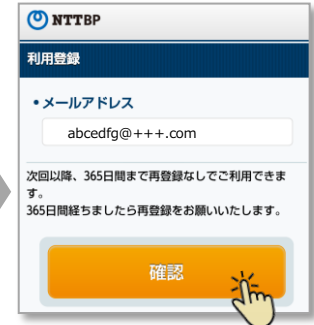 NTTBP
利用登録
•メールアドレス
abcedfg@+++.com
次回以降、365日間まで再登録なしでご利用できま
す。
365日間経ちましたら再登録をお願いいたします。
確認